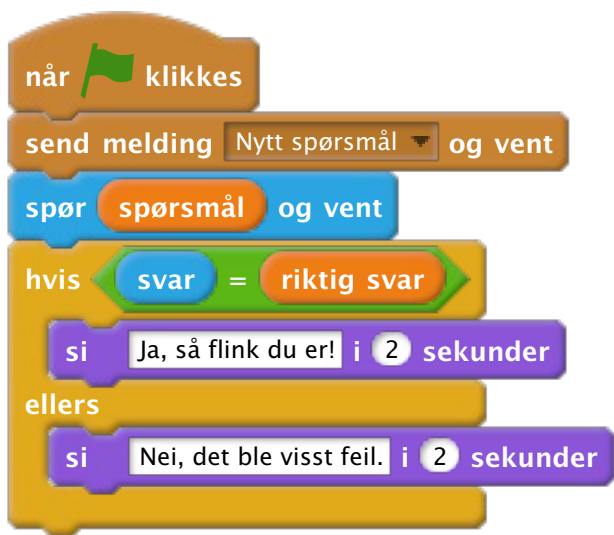 når klikkes
send melding Nytt spørsmål og vent
spør spørsmål og vent
hvis svar = riktig svar
si Ja, så flink du er! i 2 sekunder
ellers
si Nei, det ble visst feil. i 2 sekunder